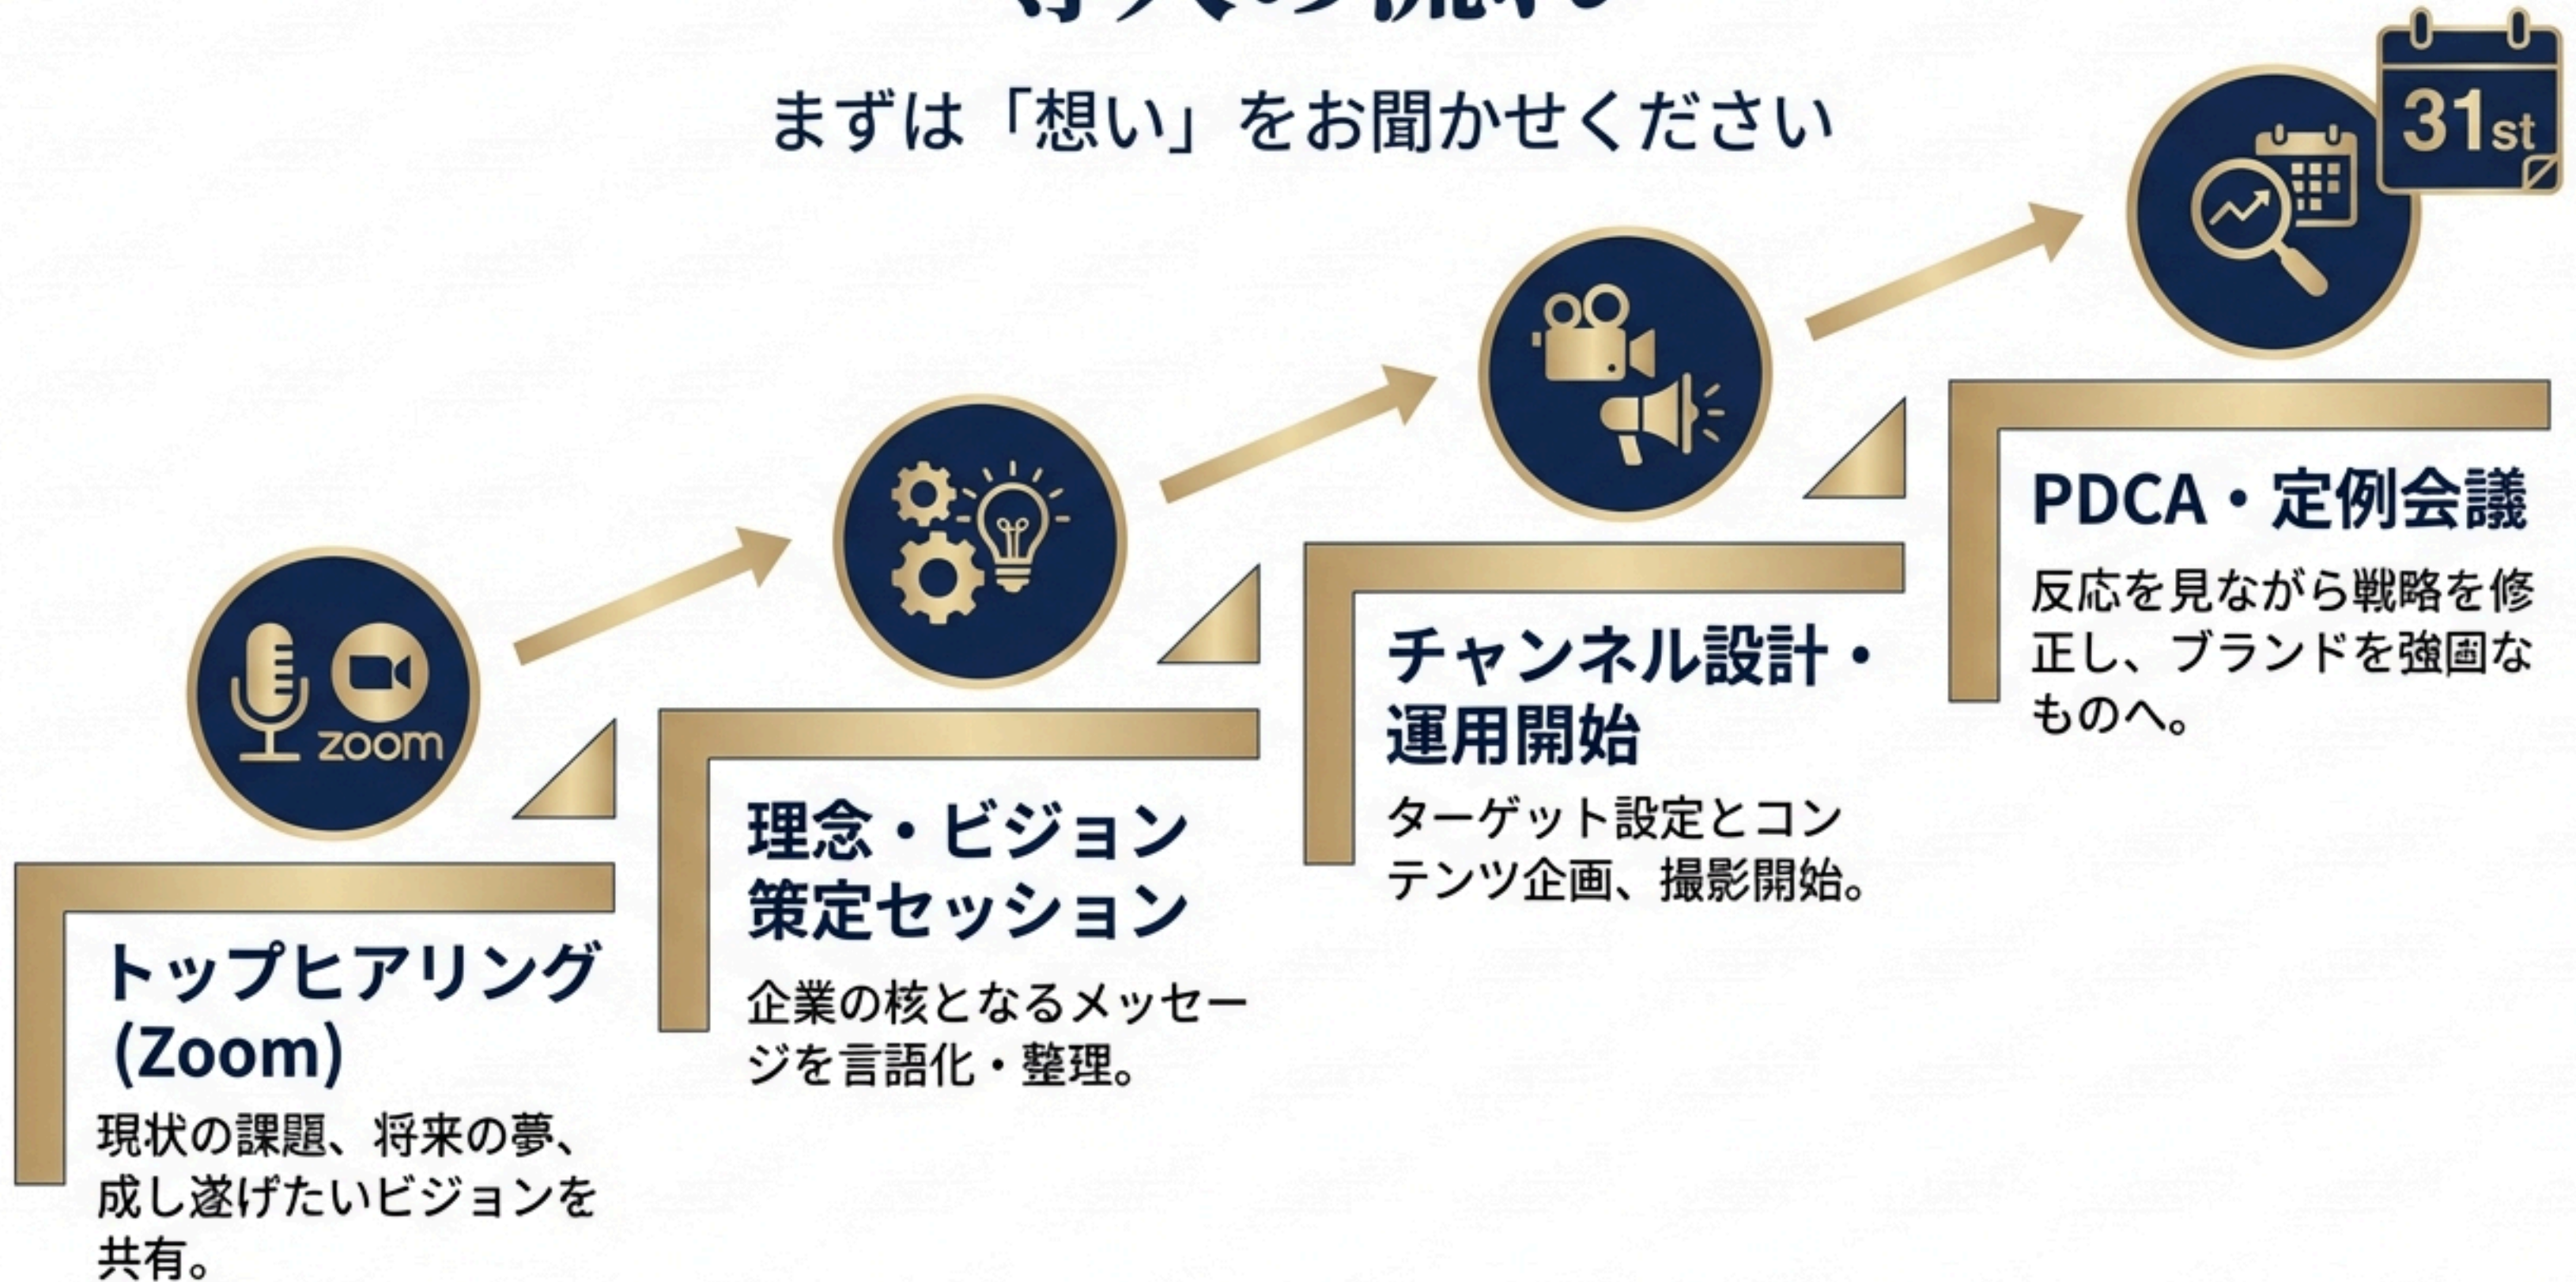 まずは「想い」をお聞かせください
31st
zoom
トップヒアリング
(Zoom)
現状の課題、将来の夢、
成し遂げたいビジョンを
共有。
理念・ビジョン
策定セッション
企業の核となるメッセー
ジを言語化・整理。
チャンネル設計・
運用開始
ターゲット設定とコン
テンツ企画、撮影開始。
PDCA・定例会議
反応を見ながら戦略を修
正し、ブランドを強固な
ものへ。